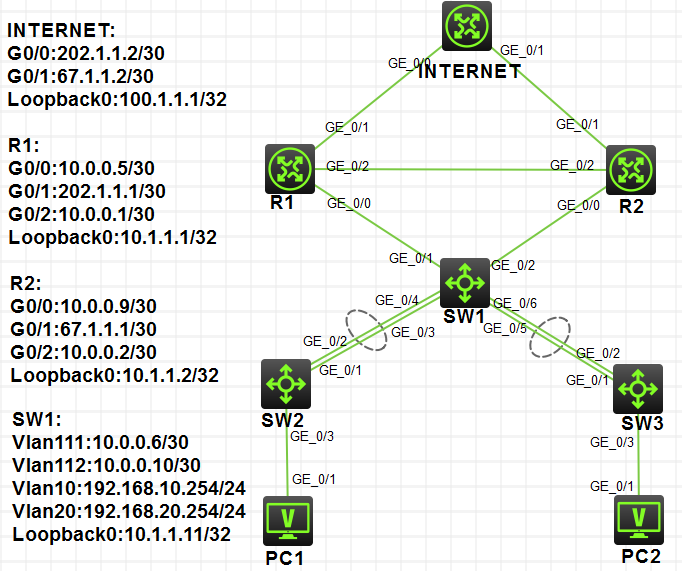 INTERNET:
G0/0:202.1.1.2/30
G0/1:67.1.1.2/30
Loopback0:100.1.1.1/32
R1:
G0/0:10.0.0.5/30
G0/1:202.1.1.1/30
G0/2:10.0.0.1/30
Loopback0:10.1.1.1/32
R2:
G0/0:10.0.0.9/30
G0/1:67.1.1.1/30
G0/2:10.0.0.2/30
Loopback0:10.1.1.2/32
SW1:
Vlan111:10.0.0.6/30
Vlan112:10.0.0.10/30
Vlan10:192.168.10.254/24
Vlan20:192.168.20.254/24
Loopback0:10.1.1.11/32
GE_0/1
GE_0/0
INTERNET
GE_0/1
GE_0/1
GE_0/2
GE_0/2
R1
GE_0/0
GE_0/0
R2
GE_0/1
GE_0/2
GE_0/4
GE_0/6
SW1
GE_0/3
GE_0/5
GE_0/2
GE_0/2
GE_0/1
GE_0/1
SW2
SW3
GE_0/3
GE_0/3
GE_0/1
GE_0/1
V
V
PC1
PC2